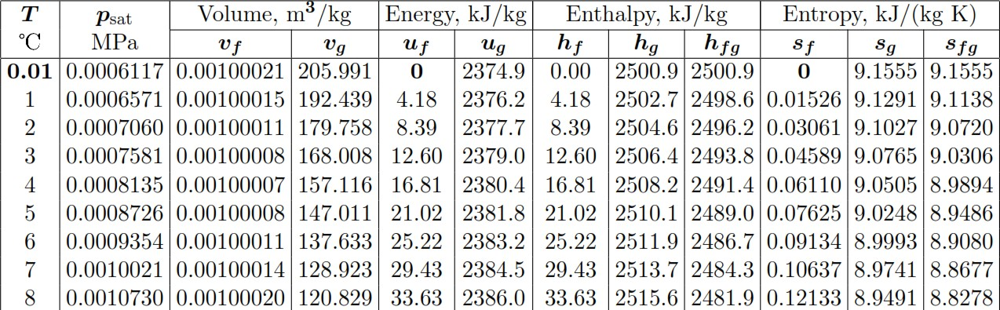 T p_sat Volume, m³/kg Energy, kJ/kg Enthalpy, kJ/kg Entropy, kJ/(kg K)
℃ MPa v_f v_g u_f u_g h_f h_g h_fg s_f s_g s_fg
0.01 0.0006117 0.00100021 205.991 0 2374.9 0.00 2500.9 2500.9 0 9.1555 9.1555
1 0.0006571 0.00100015 192.439 4.18 2376.2 4.18 2502.7 2498.6 0.01526 9.1291 9.1138
2 0.0007060 0.00100011 179.758 8.39 2377.7 8.39 2504.6 2496.2 0.03061 9.1027 9.0720
3 0.0007581 0.00100008 168.008 12.60 2379.0 12.60 2506.4 2493.8 0.04589 9.0765 9.0306
4 0.0008135 0.00100007 157.116 16.81 2380.4 16.81 2508.2 2491.4 0.06110 9.0505 8.9894
5 0.0008726 0.00100008 147.011 21.02 2381.8 21.02 2510.1 2489.0 0.07625 9.0248 8.9486
6 0.0009354 0.00100011 137.633 25.22 2383.2 25.22 2511.9 2486.7 0.09134 8.9993 8.9080
7 0.0010021 0.00100014 128.923 29.43 2384.5 29.43 2513.7 2484.3 0.10637 8.9741 8.8677
8 0.0010730 0.00100020 120.829 33.63 2386.0 33.63 2515.6 2481.9 0.12133 8.9491 8.8278